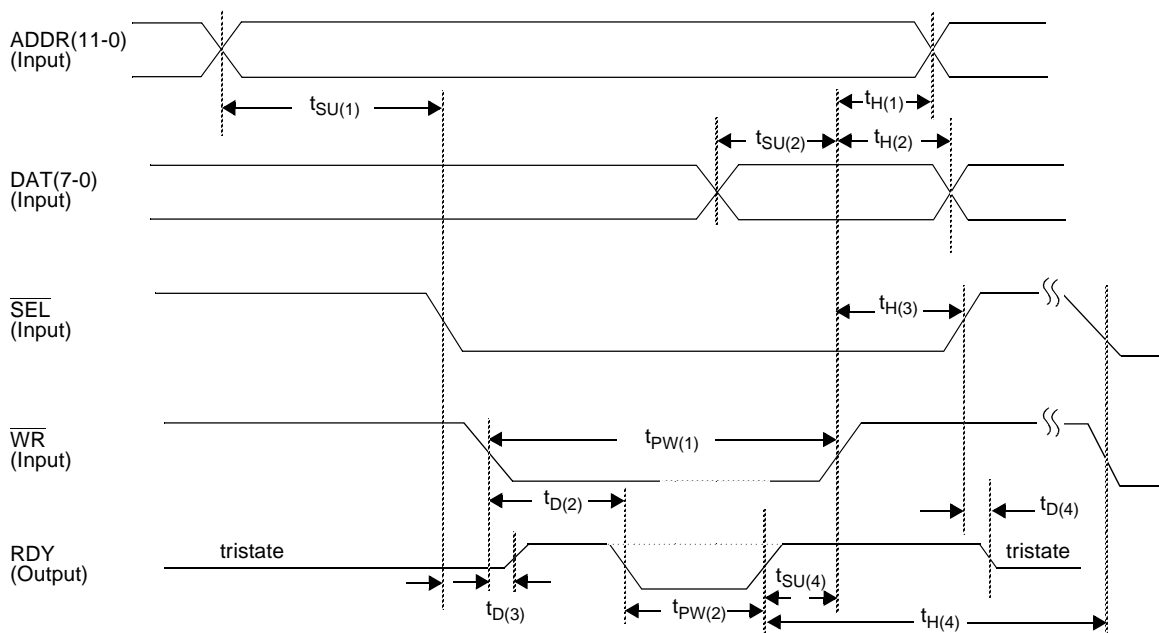 ADDR(11-0)
(Input)
tSU(1)
tH(1)
tSU(2)
tH(2)
DAT(7-0)
(Input)
SEL
(Input)
tH(3)
WR
(Input)
tPW(1)
tD(2)
tD(4)
RDY
(Output)
tristate
tristate
tD(3)
tPW(2)
tSU(4)
tH(4)